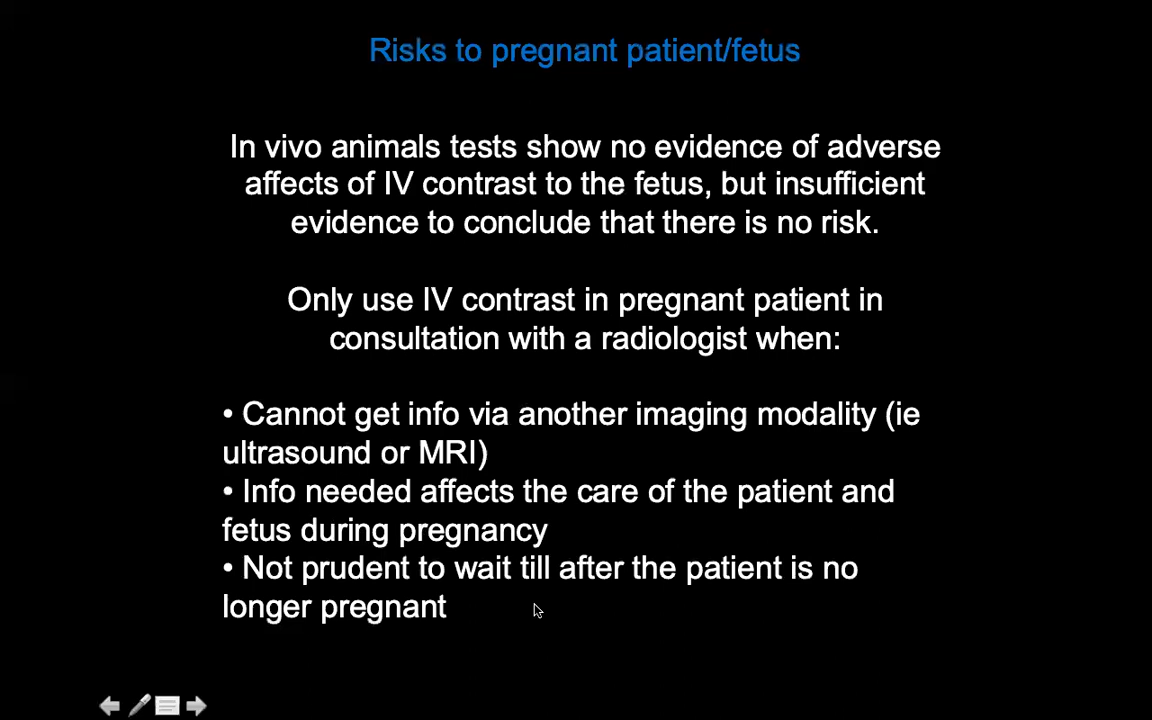 Risks to pregnant patient/fetus
In vivo animals tests show no evidence of adverse
affects of IV contrast to the fetus, but insufficient
evidence to conclude that there is no risk.
Only use IV contrast in pregnant patient in
consultation with a radiologist when:
• Cannot get info via another imaging modality (ie
ultrasound or MRI)
• Info needed affects the care of the patient and
fetus during pregnancy
• Not prudent to wait till after the patient is no
longer pregnant